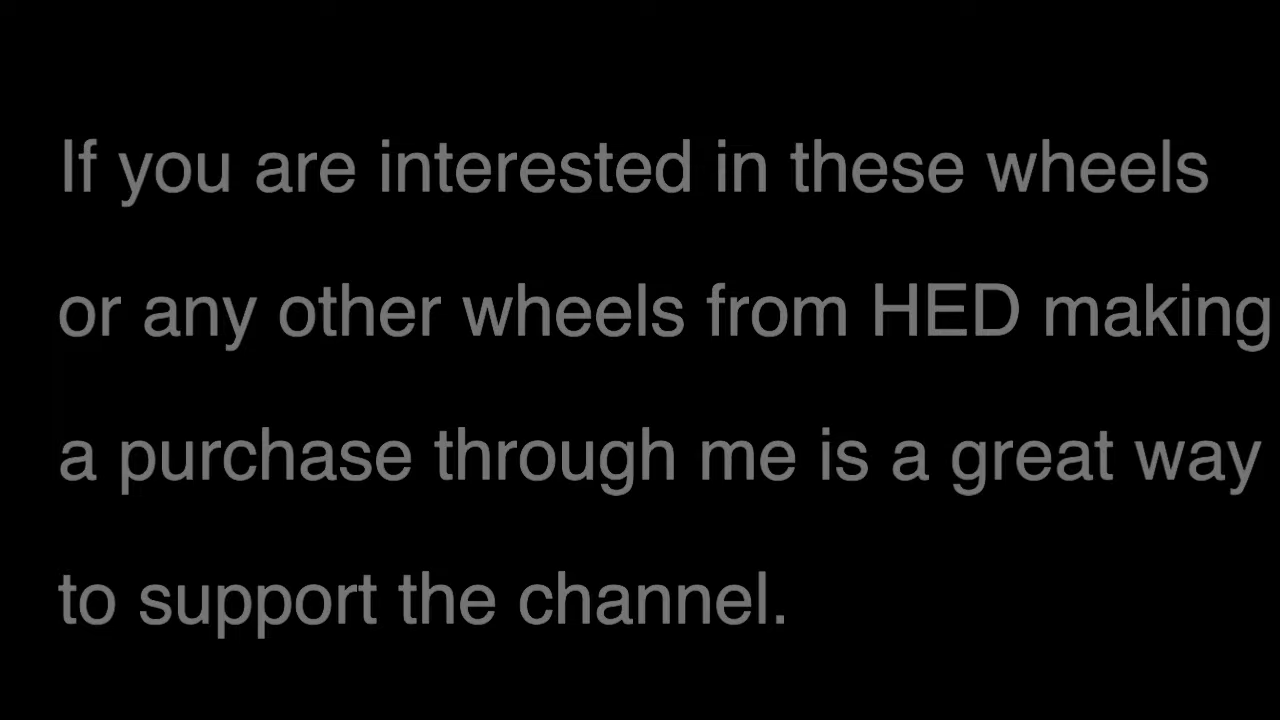 If you are interested in these wheels
or any other wheels from HED making
a purchase through me is a great way
to support the channel.